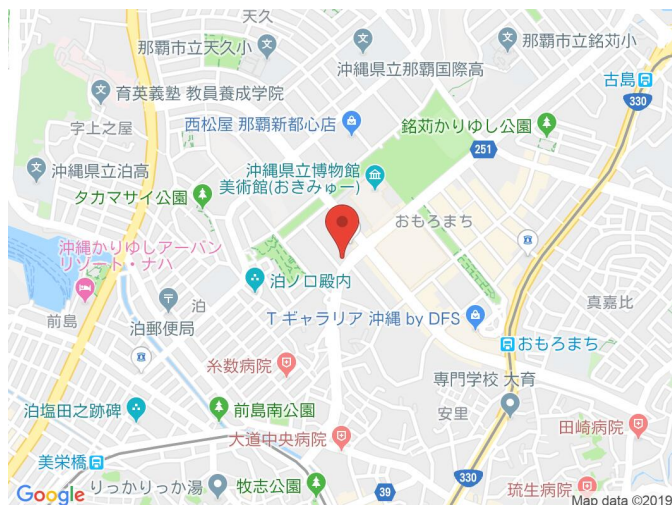 天久
那覇市立天久小
沖縄県立那覇国際高
那覇市立銘苅小
古島
330
育英義塾 教員養成学院
西松屋 那覇新都心店
銘苅かりゆし公園
字上之屋
251
沖縄県立泊高
沖縄県立博物館
美術館(おきみゅー)
タカマサイ公園
おもろまち
沖縄かりゆしアーバン
リゾート・ナハ
泊ノロ殿内
泊
真嘉比
前島
泊郵便局
T ギャラリア 沖縄 by DFS
おもろまち
糸数病院
専門学校 大育
泊塩田之跡碑
前島南公園
安里
田崎病院
大道中央病院
美栄橋
330
Google
りっかりっか湯
牧志公園
39
琉生病院
Map data ©2019